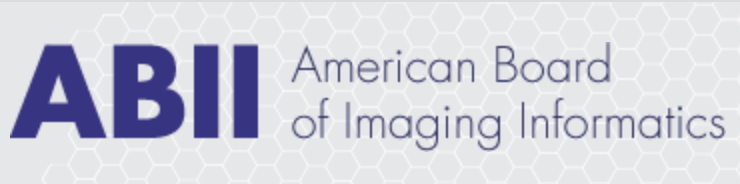 ABII
American Board
of Imaging Informatics